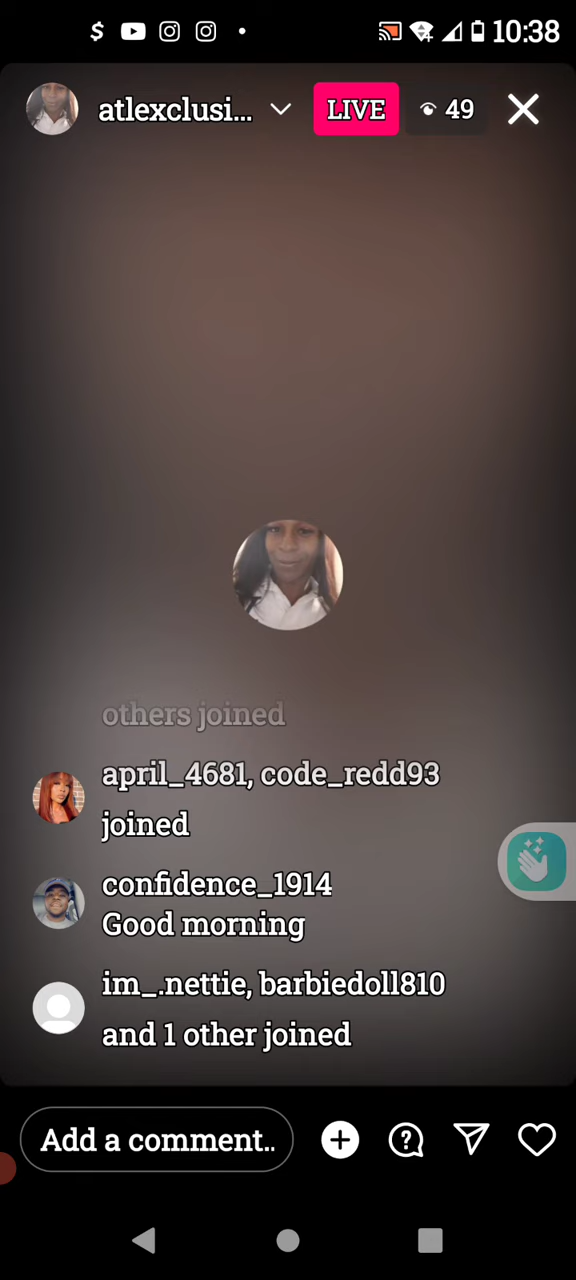 10:38
atlexclusi...
LIVE
49
others joined
april_4681, code_redd93
joined
confidence_1914
Good morning
im_.nettie, barbiedoll810
and 1 other joined
Add a comment..